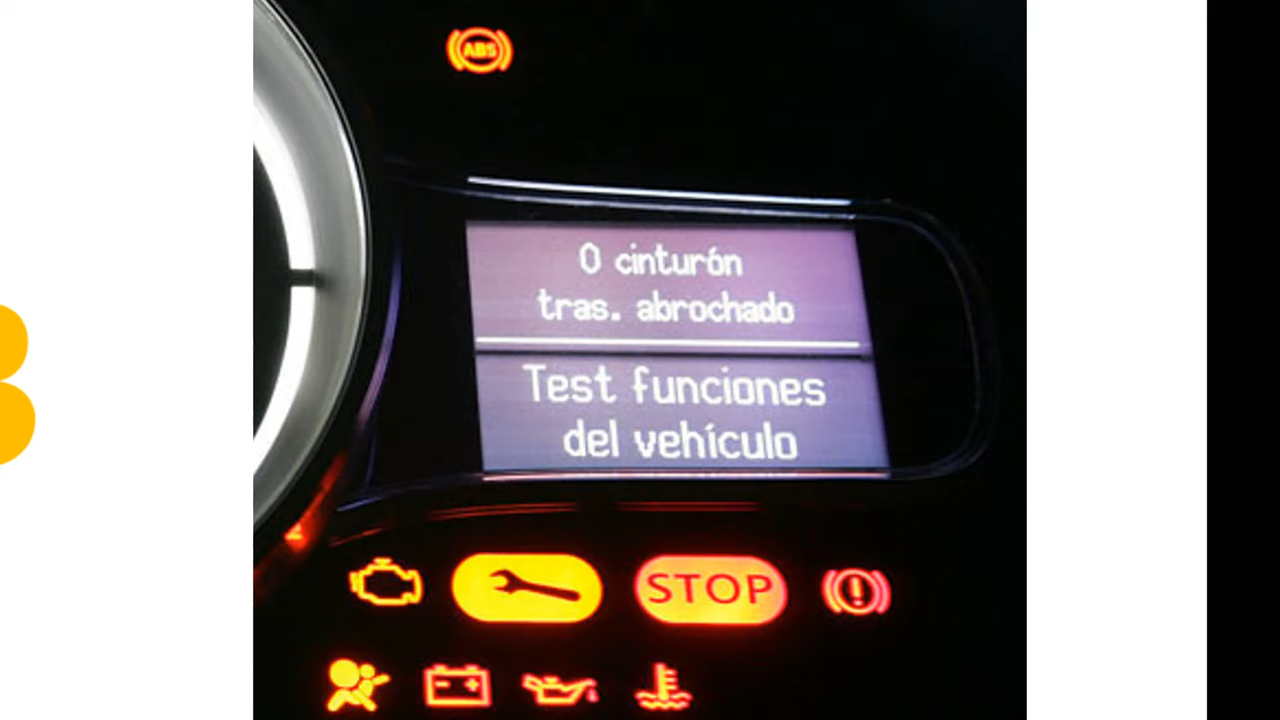 ABS
0 cinturón
tras. abrochado
Test funciones
del vehículo
STOP